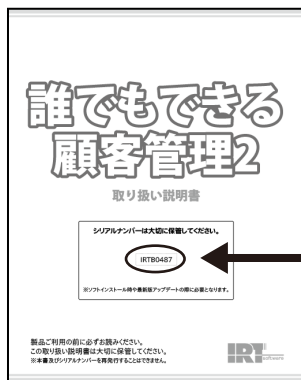 誰でもできる
顧客管理2
取り扱い説明書
シリアルナンバーは大切に保管してください。
IRTB0487
※ソフトインストール時や最新版アップデートの際に必要となります。
製品ご利用の前に必ずお読みください。
この取り扱い説明書は大切に保管してください。
※本書及びシリアルナンバーを再発行することはできません。
IRT
software